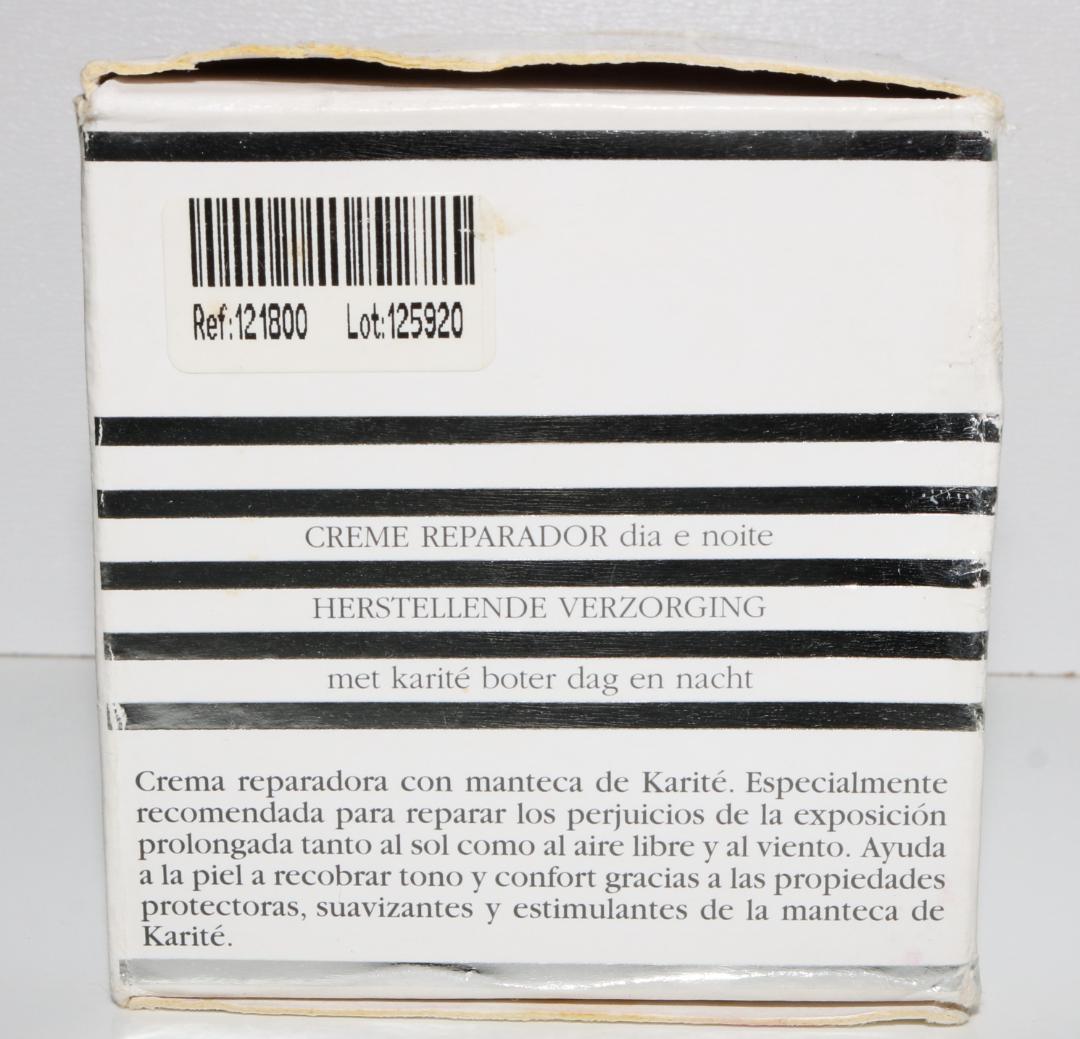 Ref:121800 Lot:125920
CREME REPARADOR dia e noite
HERSTELLENDE VERZORGING
met karité boter dag en nacht
Crema reparadora con manteca de Karité. Especialmente
recomendada para reparar los perjuicios de la exposición
prolongada tanto al sol como al aire libre y al viento. Ayuda
a la piel a recobrar tono y confort gracias a las propiedades
protectoras, suavizantes y estimulantes de la manteca de
Karité.